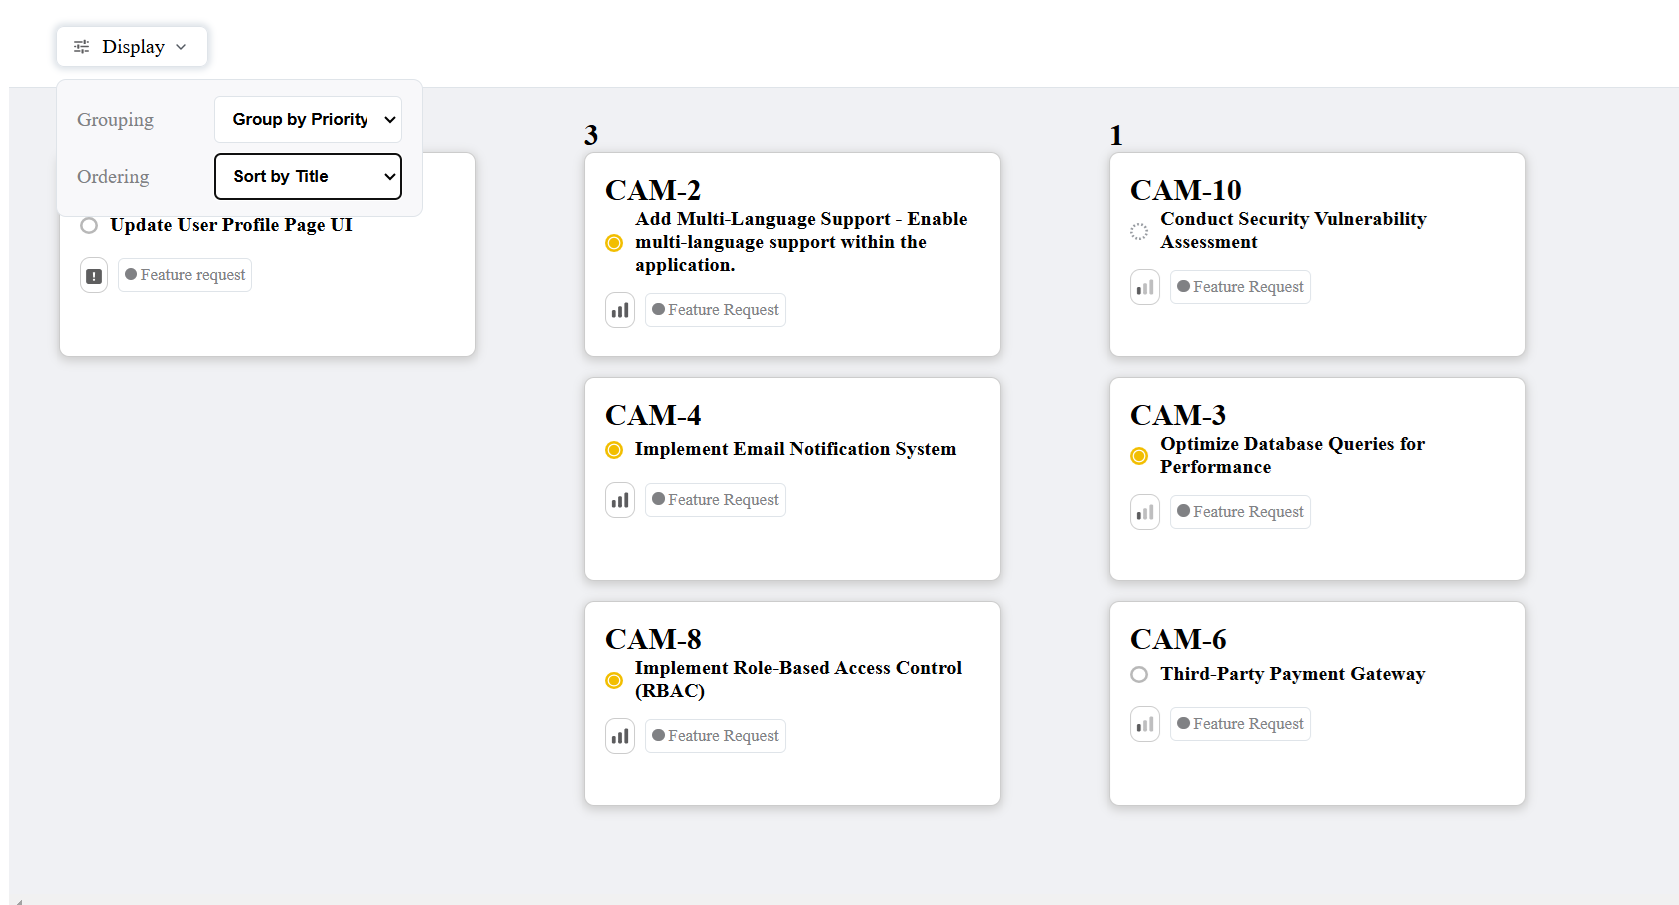 Display
Grouping
Group by Priority
Ordering
Sort by Title
Update User Profile Page UI
Feature request
3
CAM-2
Add Multi-Language Support - Enable
multi-language support within the
application.
Feature Request
CAM-4
Implement Email Notification System
Feature Request
CAM-8
Implement Role-Based Access Control
(RBAC)
Feature Request
1
CAM-10
Conduct Security Vulnerability
Assessment
Feature Request
CAM-3
Optimize Database Queries for
Performance
Feature Request
CAM-6
Third-Party Payment Gateway
Feature Request